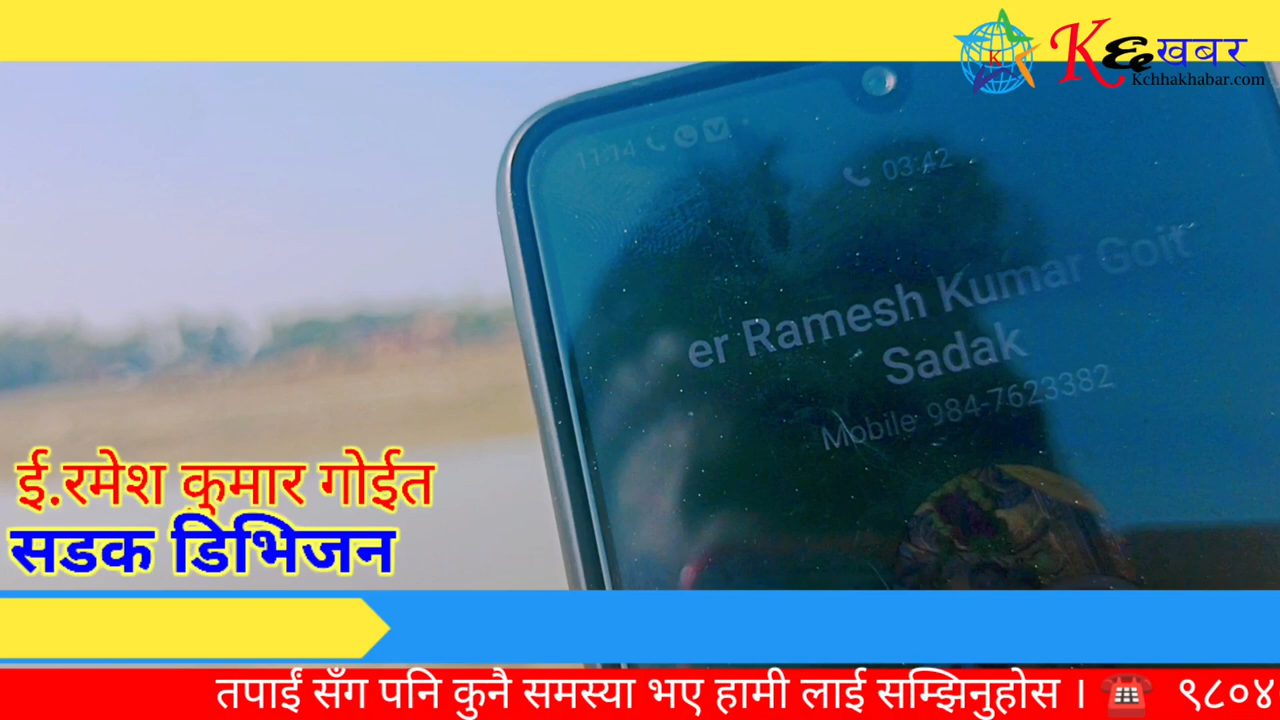 K&खबर
Kchhakhabar.com
K
11:14
03:42
er Ramesh Kumar Goit
Sadak
Mobile 984-7623382
ई.रमेश कुमार गोईत
सडक डिभिजन
तपाईं सँग पनि कुनै समस्या भए हामी लाई सम्झिनुहोस । ☎ ९८०४